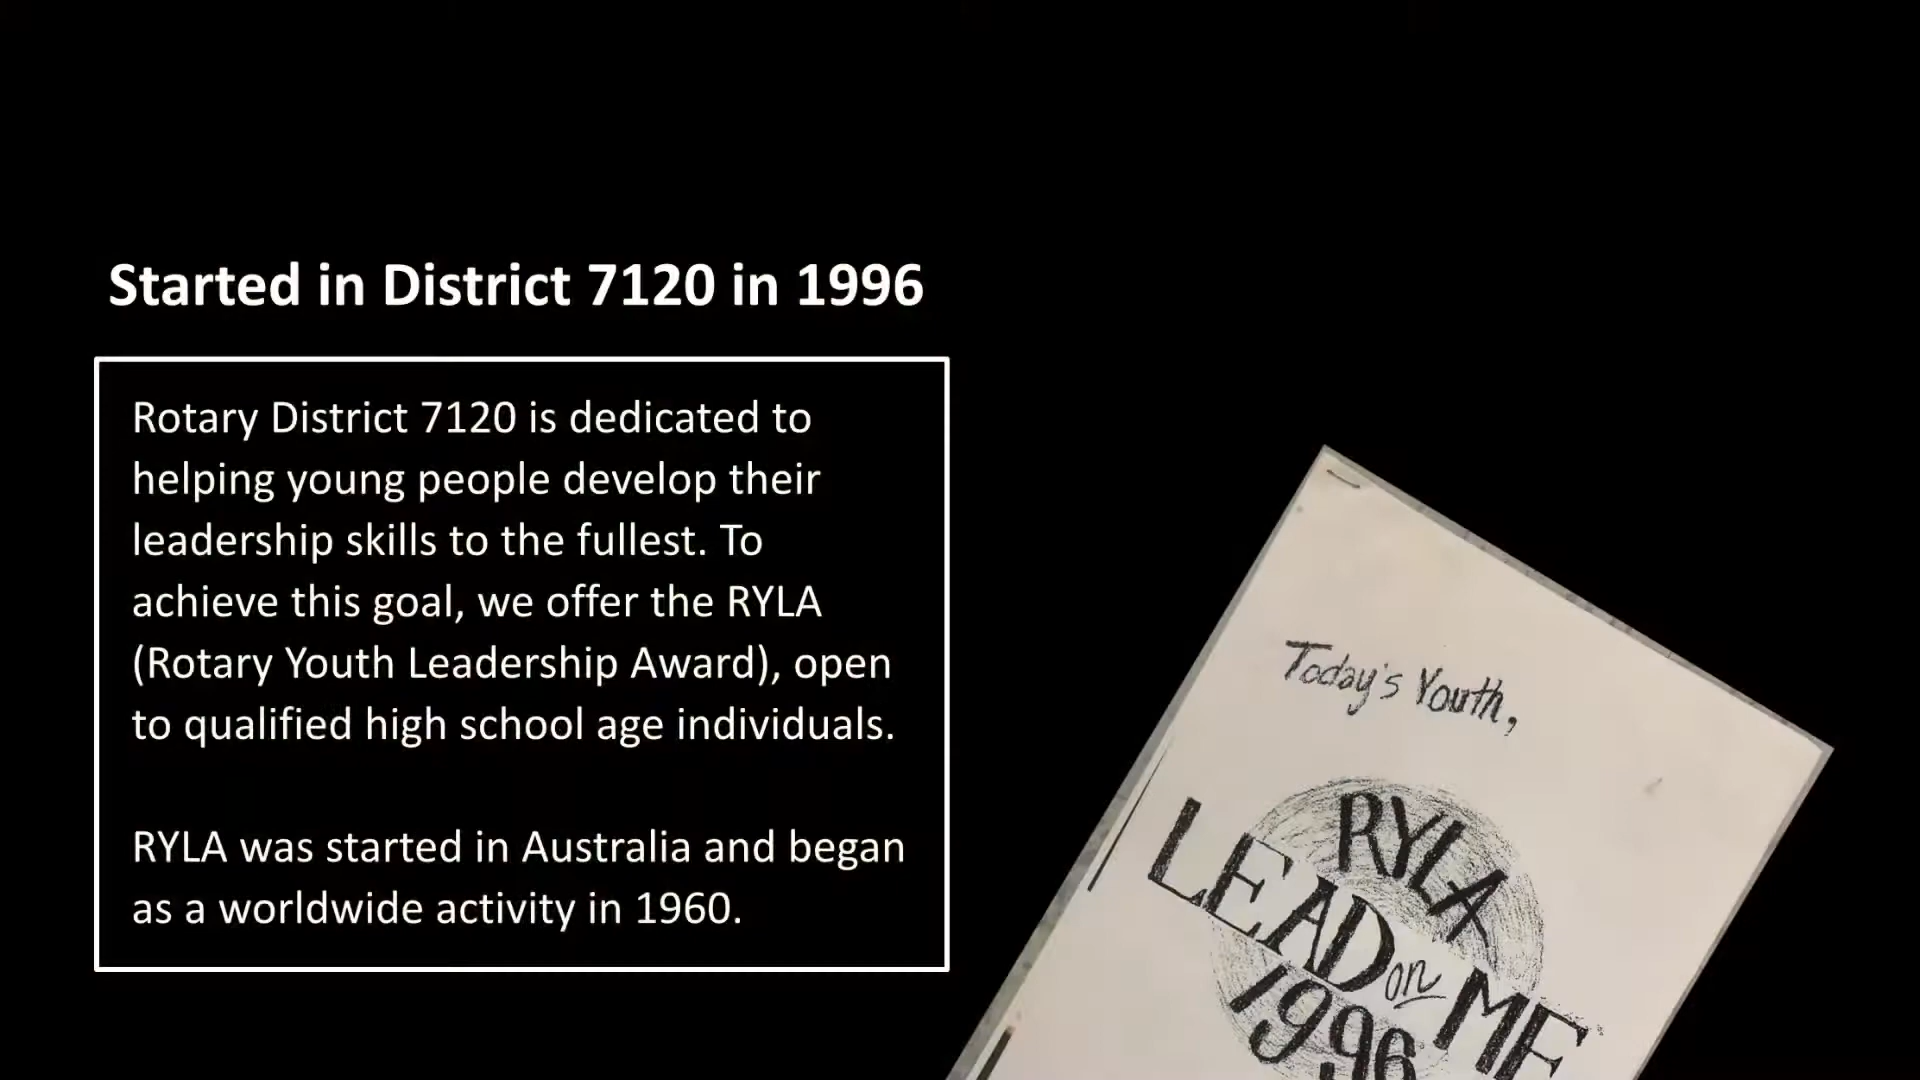 Started in District 7120 in 1996
Rotary District 7120 is dedicated to
helping young people develop their
leadership skills to the fullest. To
achieve this goal, we offer the RYLA
(Rotary Youth Leadership Award), open
to qualified high school age individuals.
RYLA was started in Australia and began
as a worldwide activity in 1960.
Today's Youth,
RYLA
LEAD on ME
1996